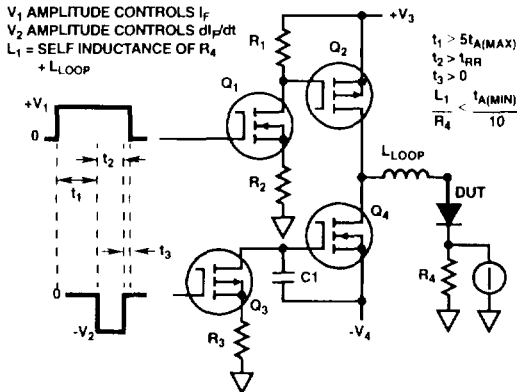 V1 AMPLITUDE CONTROLS IF
V2 AMPLITUDE CONTROLS dIF/dt
L1 = SELF INDUCTANCE OF R4
+ LLOOP
+V3
t1 > 5tA(MAX)
t2 > tRR
t3 > 0
L1
R4
< tA(MIN)
10
R1
Q2
Q1
+V1
0
t2
t1
t3
R2
LLOOP
DUT
Q4
R4
C1
0
-V2
Q3
R3
-V4